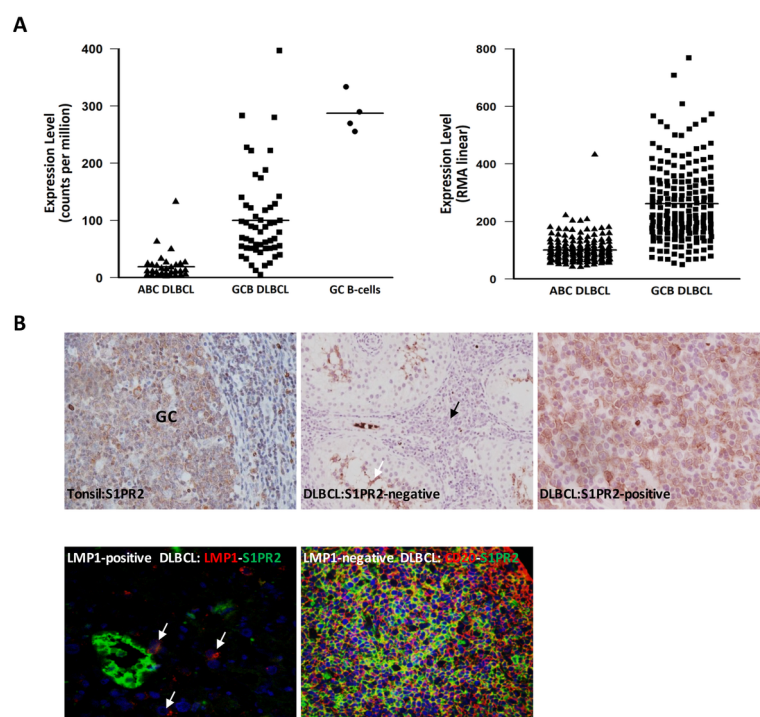 A
Expression Level
(counts per million)
400
300
200
100
0
ABC DLBCL
GCB DLBCL
GC B-cells
Expression Level
(RMA linear)
800
600
400
200
0
ABC DLBCL
GCB DLBCL
B
GC
Tonsil:S1PR2
DLBCL:S1PR2-negative
DLBCL:S1PR2-positive
LMP1-positive DLBCL: LMP1-S1PR2
LMP1-negative DLBCL: -S1PR2